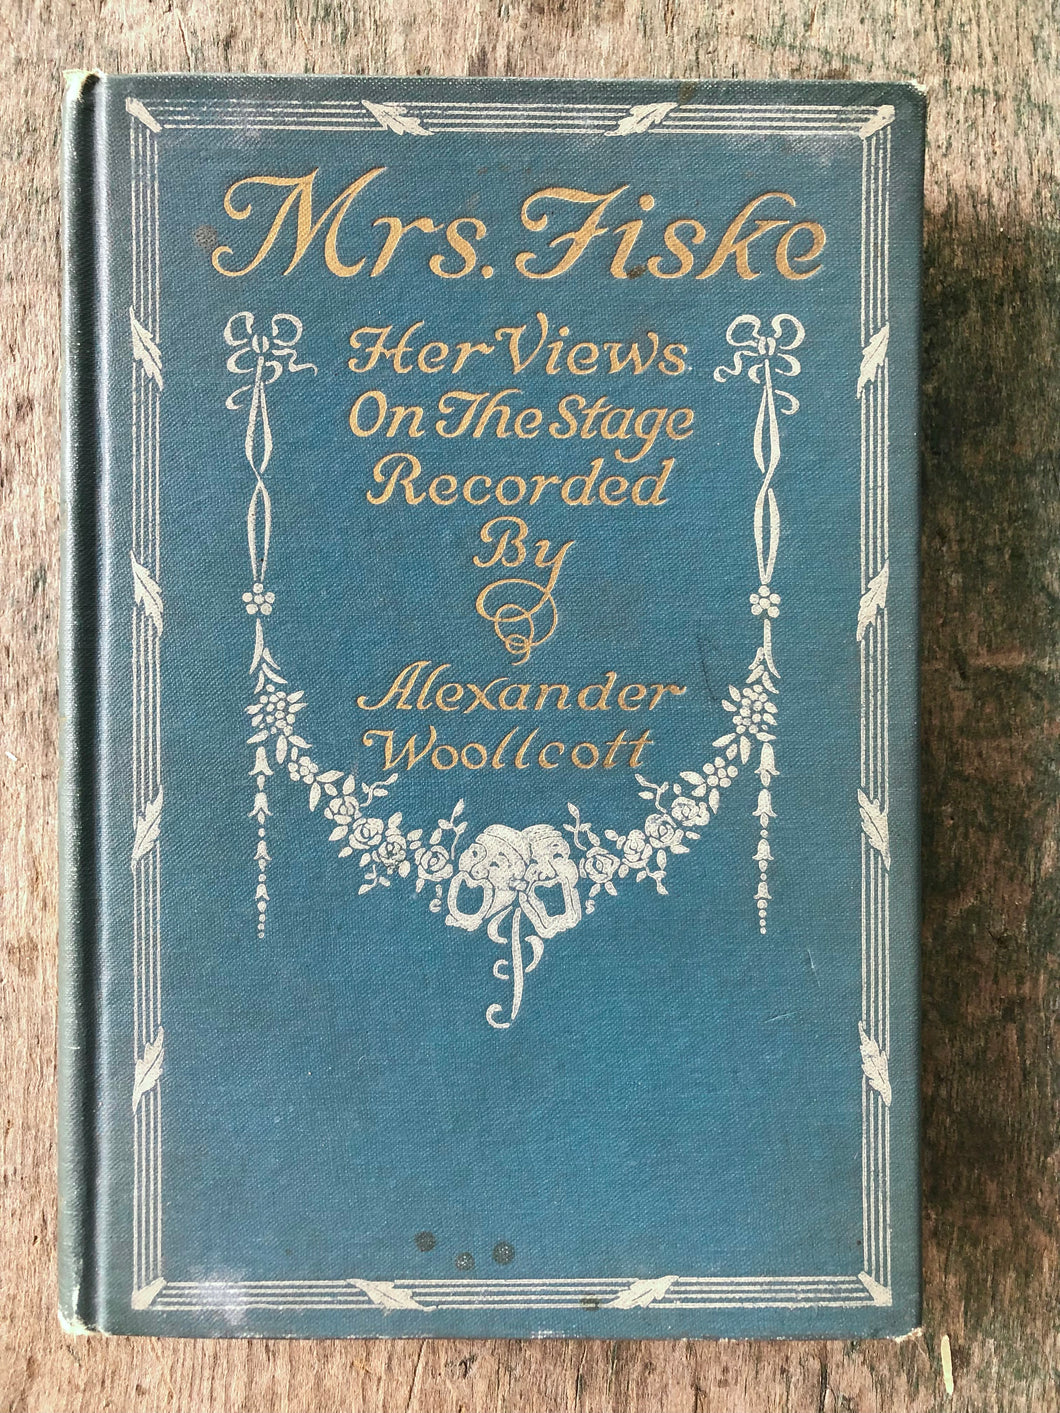 Mrs. Fiske
Her Views
On The Stage
Recorded
By
Alexander
Woollcott